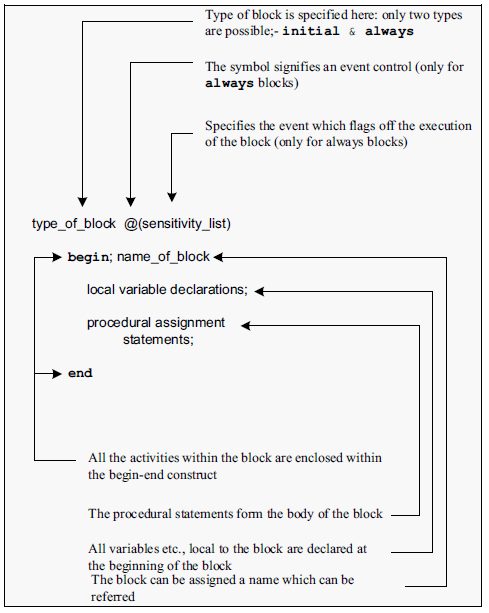 Type of block is specified here: only two types
are possible;- initial & always
The symbol signifies an event control (only for
always blocks)
Specifies the event which flags off the execution
of the block (only for always blocks)
type_of_block @(sensitivity_list)
begin; name_of_block
local variable declarations;
procedural assignment
statements;
end
All the activities within the block are enclosed within
the begin-end construct
The procedural statements form the body of the block
All variables etc., local to the block are declared at
the beginning of the block
The block can be assigned a name which can be
referred